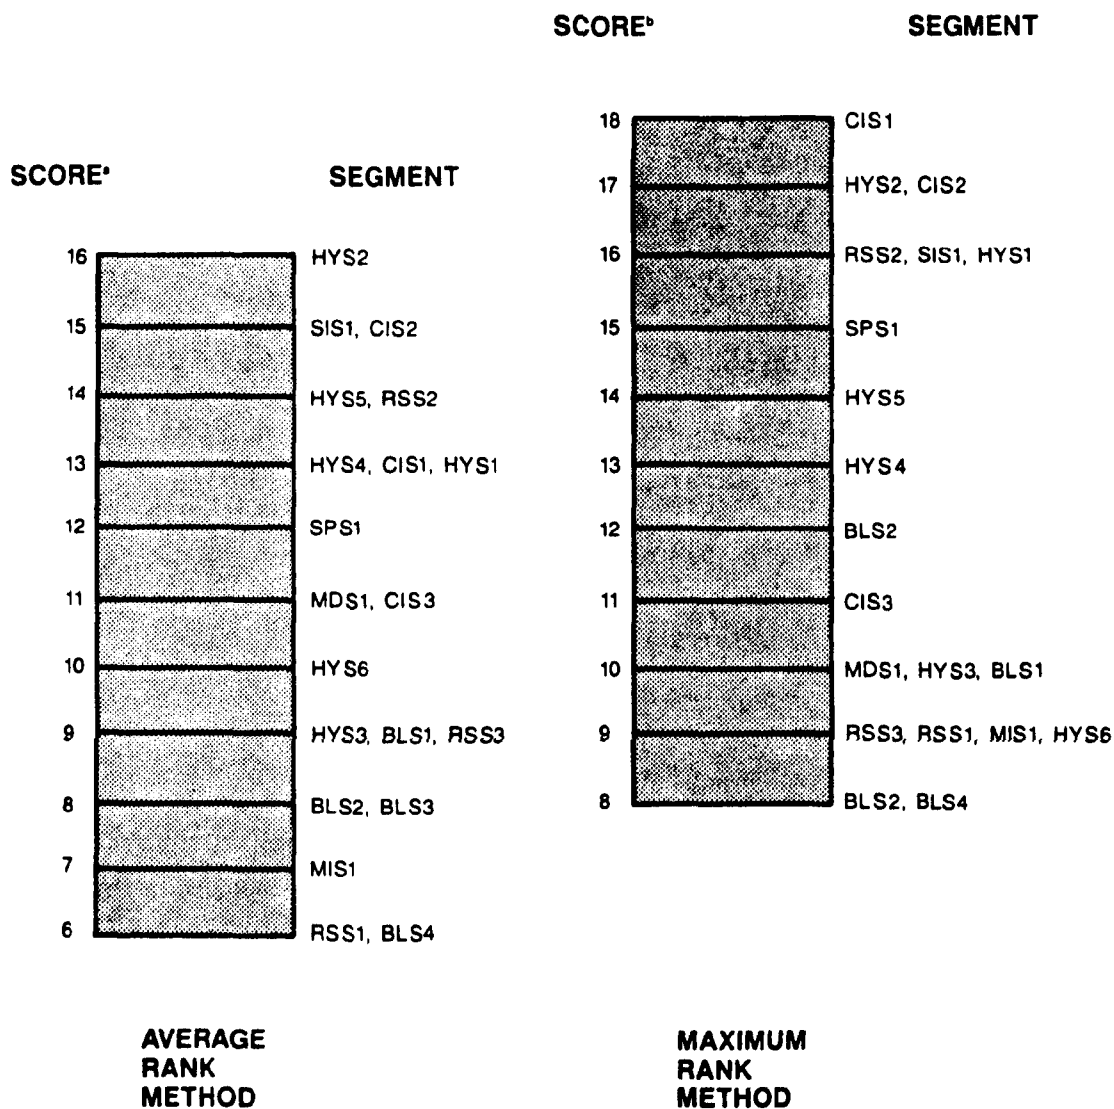 SCOREᵃ SEGMENT
16 HYS2
15 SIS1, CIS2
14 HYS5, RSS2
13 HYS4, CIS1, HYS1
12 SPS1
11 MDS1, CIS3
10 HYS6
9 HYS3, BLS1, RSS3
8 BLS2, BLS3
7 MIS1
6 RSS1, BLS4
AVERAGE
RANK
METHOD
SCOREᵇ SEGMENT
18 CIS1
17 HYS2, CIS2
16 RSS2, SIS1, HYS1
15 SPS1
14 HYS5
13 HYS4
12 BLS2
11 CIS3
10 MDS1, HYS3, BLS1
9 RSS3, RSS1, MIS1, HYS6
8 BLS2, BLS4
MAXIMUM
RANK
METHOD